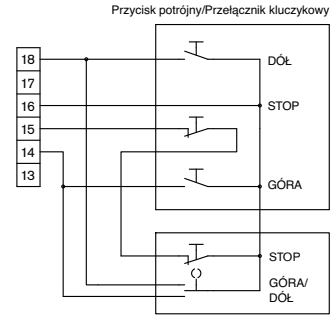 Przycisk potrójny/Przełącznik kluczykowy
18
17
16
15
14
13
DÓŁ
STOP
GÓRA
STOP
GÓRA/
DÓŁ